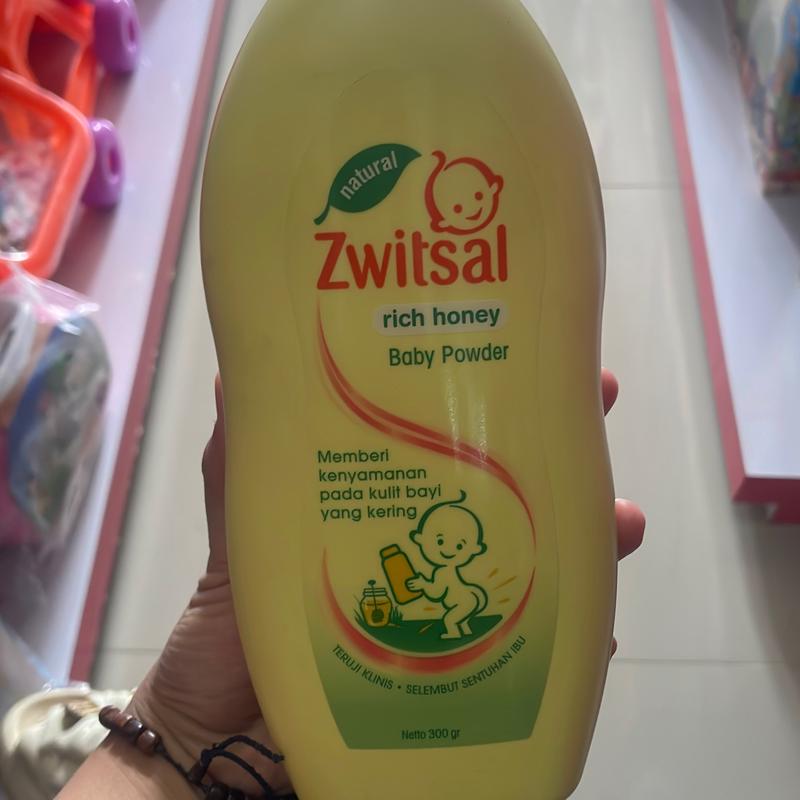 natural
Zwitsal
rich honey
Baby Powder
Memberi
kenyamanan
pada kulit bayi
yang kering
TERUJI KLINIS • SELEMBUT SENTUHAN IBU
Netto 300 gr